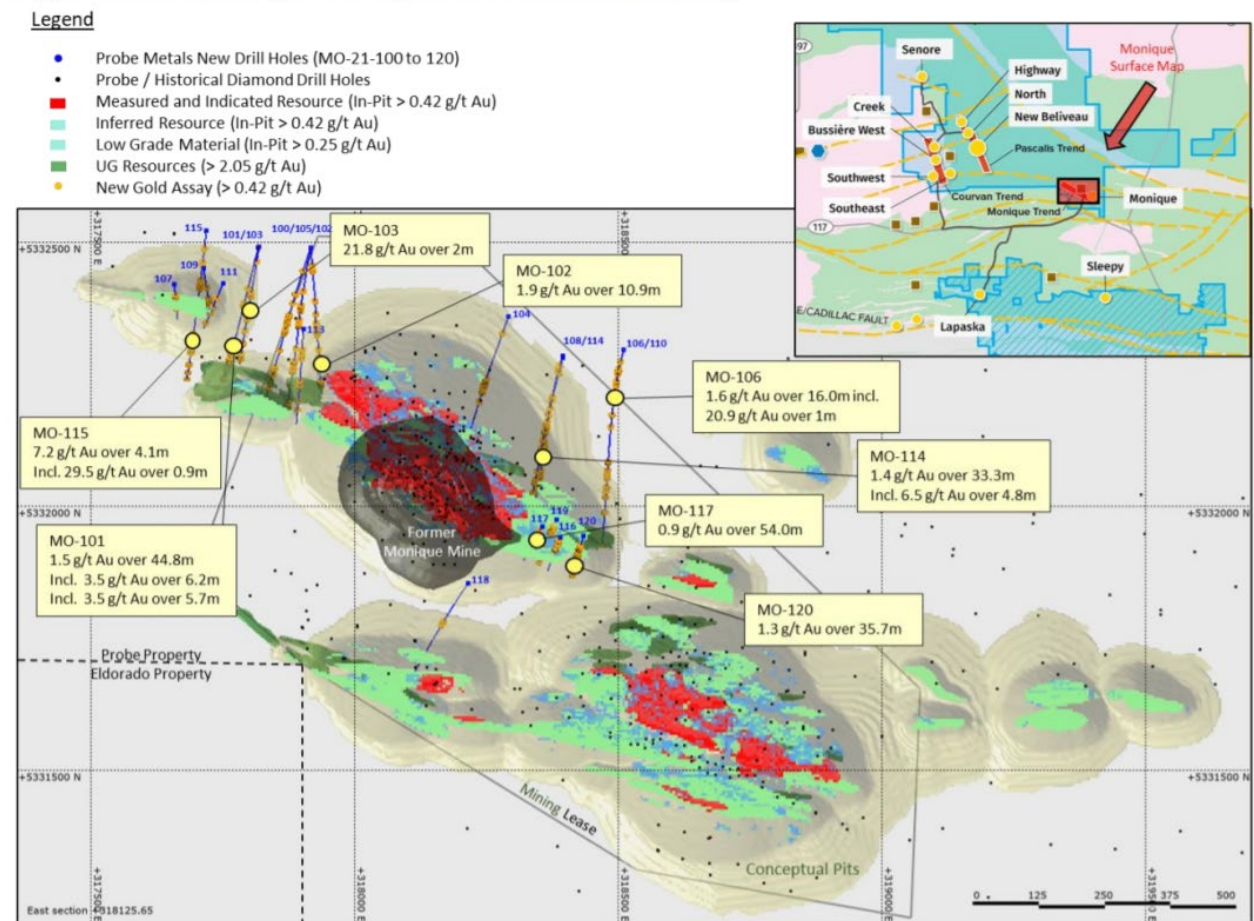 Legend
Probe Metals New Drill Holes (MO-21-100 to 120)
Probe / Historical Diamond Drill Holes
Measured and Indicated Resource (In-Pit > 0.42 g/t Au)
Inferred Resource (In-Pit > 0.42 g/t Au)
Low Grade Material (In-Pit > 0.25 g/t Au)
UG Resources (> 2.05 g/t Au)
New Gold Assay (> 0.42 g/t Au)
Monique
Surface Map
Senore
Highway
North
New Beliveau
Creek
Bussière West
Pascalis Trend
Southwest
Courvan Trend
Southeast
Monique Trend
Monique
117
Sleepy
E/CADILLAC FAULT
Lapaska
+317500 E
+318500
+5332500 N
115
101/103
100/105/102
109
111
107
113
104
108/114
106/110
MO-103
21.8 g/t Au over 2m
MO-102
1.9 g/t Au over 10.9m
MO-106
1.6 g/t Au over 16.0m incl.
20.9 g/t Au over 1m
MO-115
7.2 g/t Au over 4.1m
Incl. 29.5 g/t Au over 0.9m
MO-114
1.4 g/t Au over 33.3m
Incl. 6.5 g/t Au over 4.8m
MO-117
0.9 g/t Au over 54.0m
+5332000 N
+5332000 N
119
117
116
120
Former
Monique Mine
MO-101
1.5 g/t Au over 44.8m
Incl. 3.5 g/t Au over 6.2m
Incl. 3.5 g/t Au over 5.7m
118
MO-120
1.3 g/t Au over 35.7m
Probe Property
Eldorado Property
+5331500 N
+5331500 N
Mining Lease
Conceptual Pits
+318000 E
+318500 E
+319000 E
0 125 250 375 500
East section +318125.65